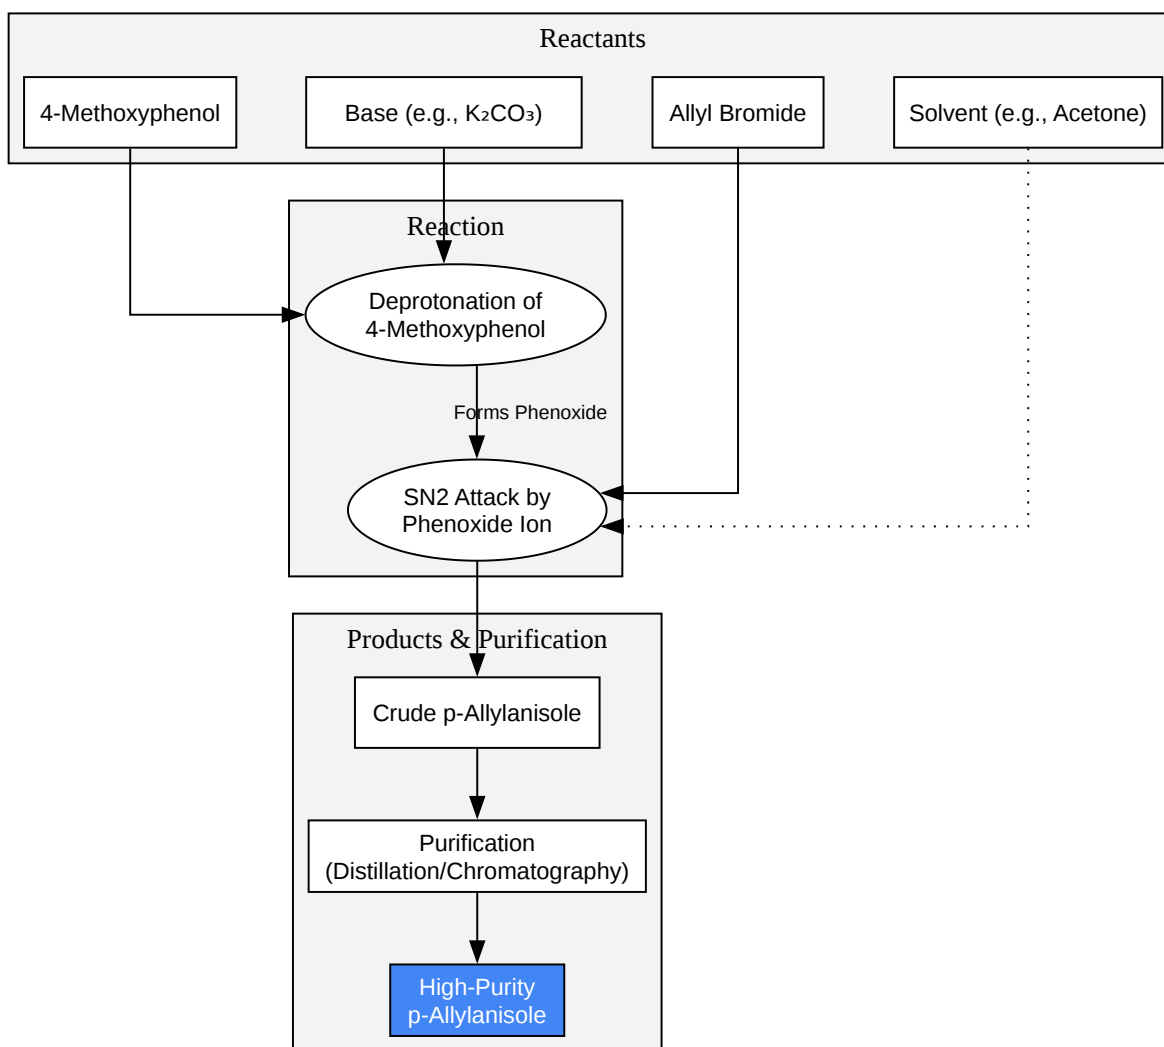 Reactants
4-Methoxyphenol
Base (e.g., K₂CO₃)
Allyl Bromide
Solvent (e.g., Acetone)
Reaction
Deprotonation of
4-Methoxyphenol
Forms Phenoxide
SN2 Attack by
Phenoxide Ion
Products & Purification
Crude p-Allylanisole
Purification
(Distillation/Chromatography)
High-Purity
p-Allylanisole